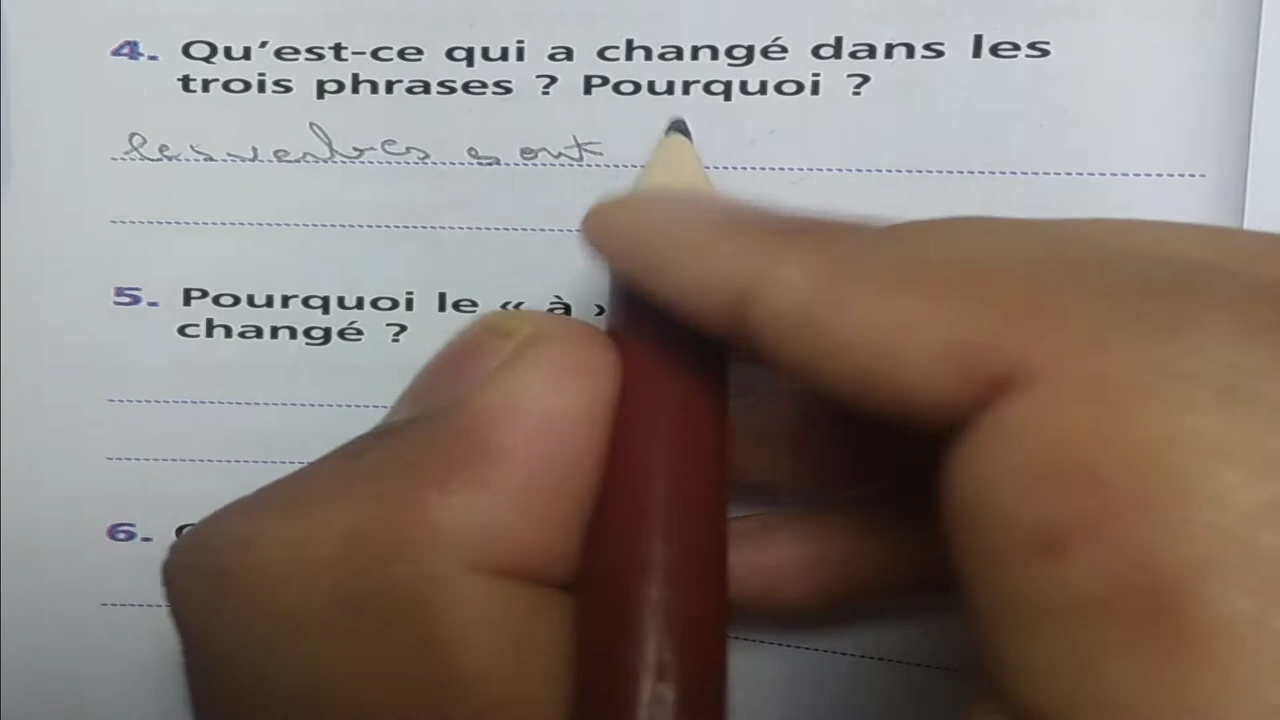 4. Qu'est-ce qui a changé dans les
trois phrases ? Pourquoi ?
les verbes sont
5. Pourquoi le « à »
changé ?
6.